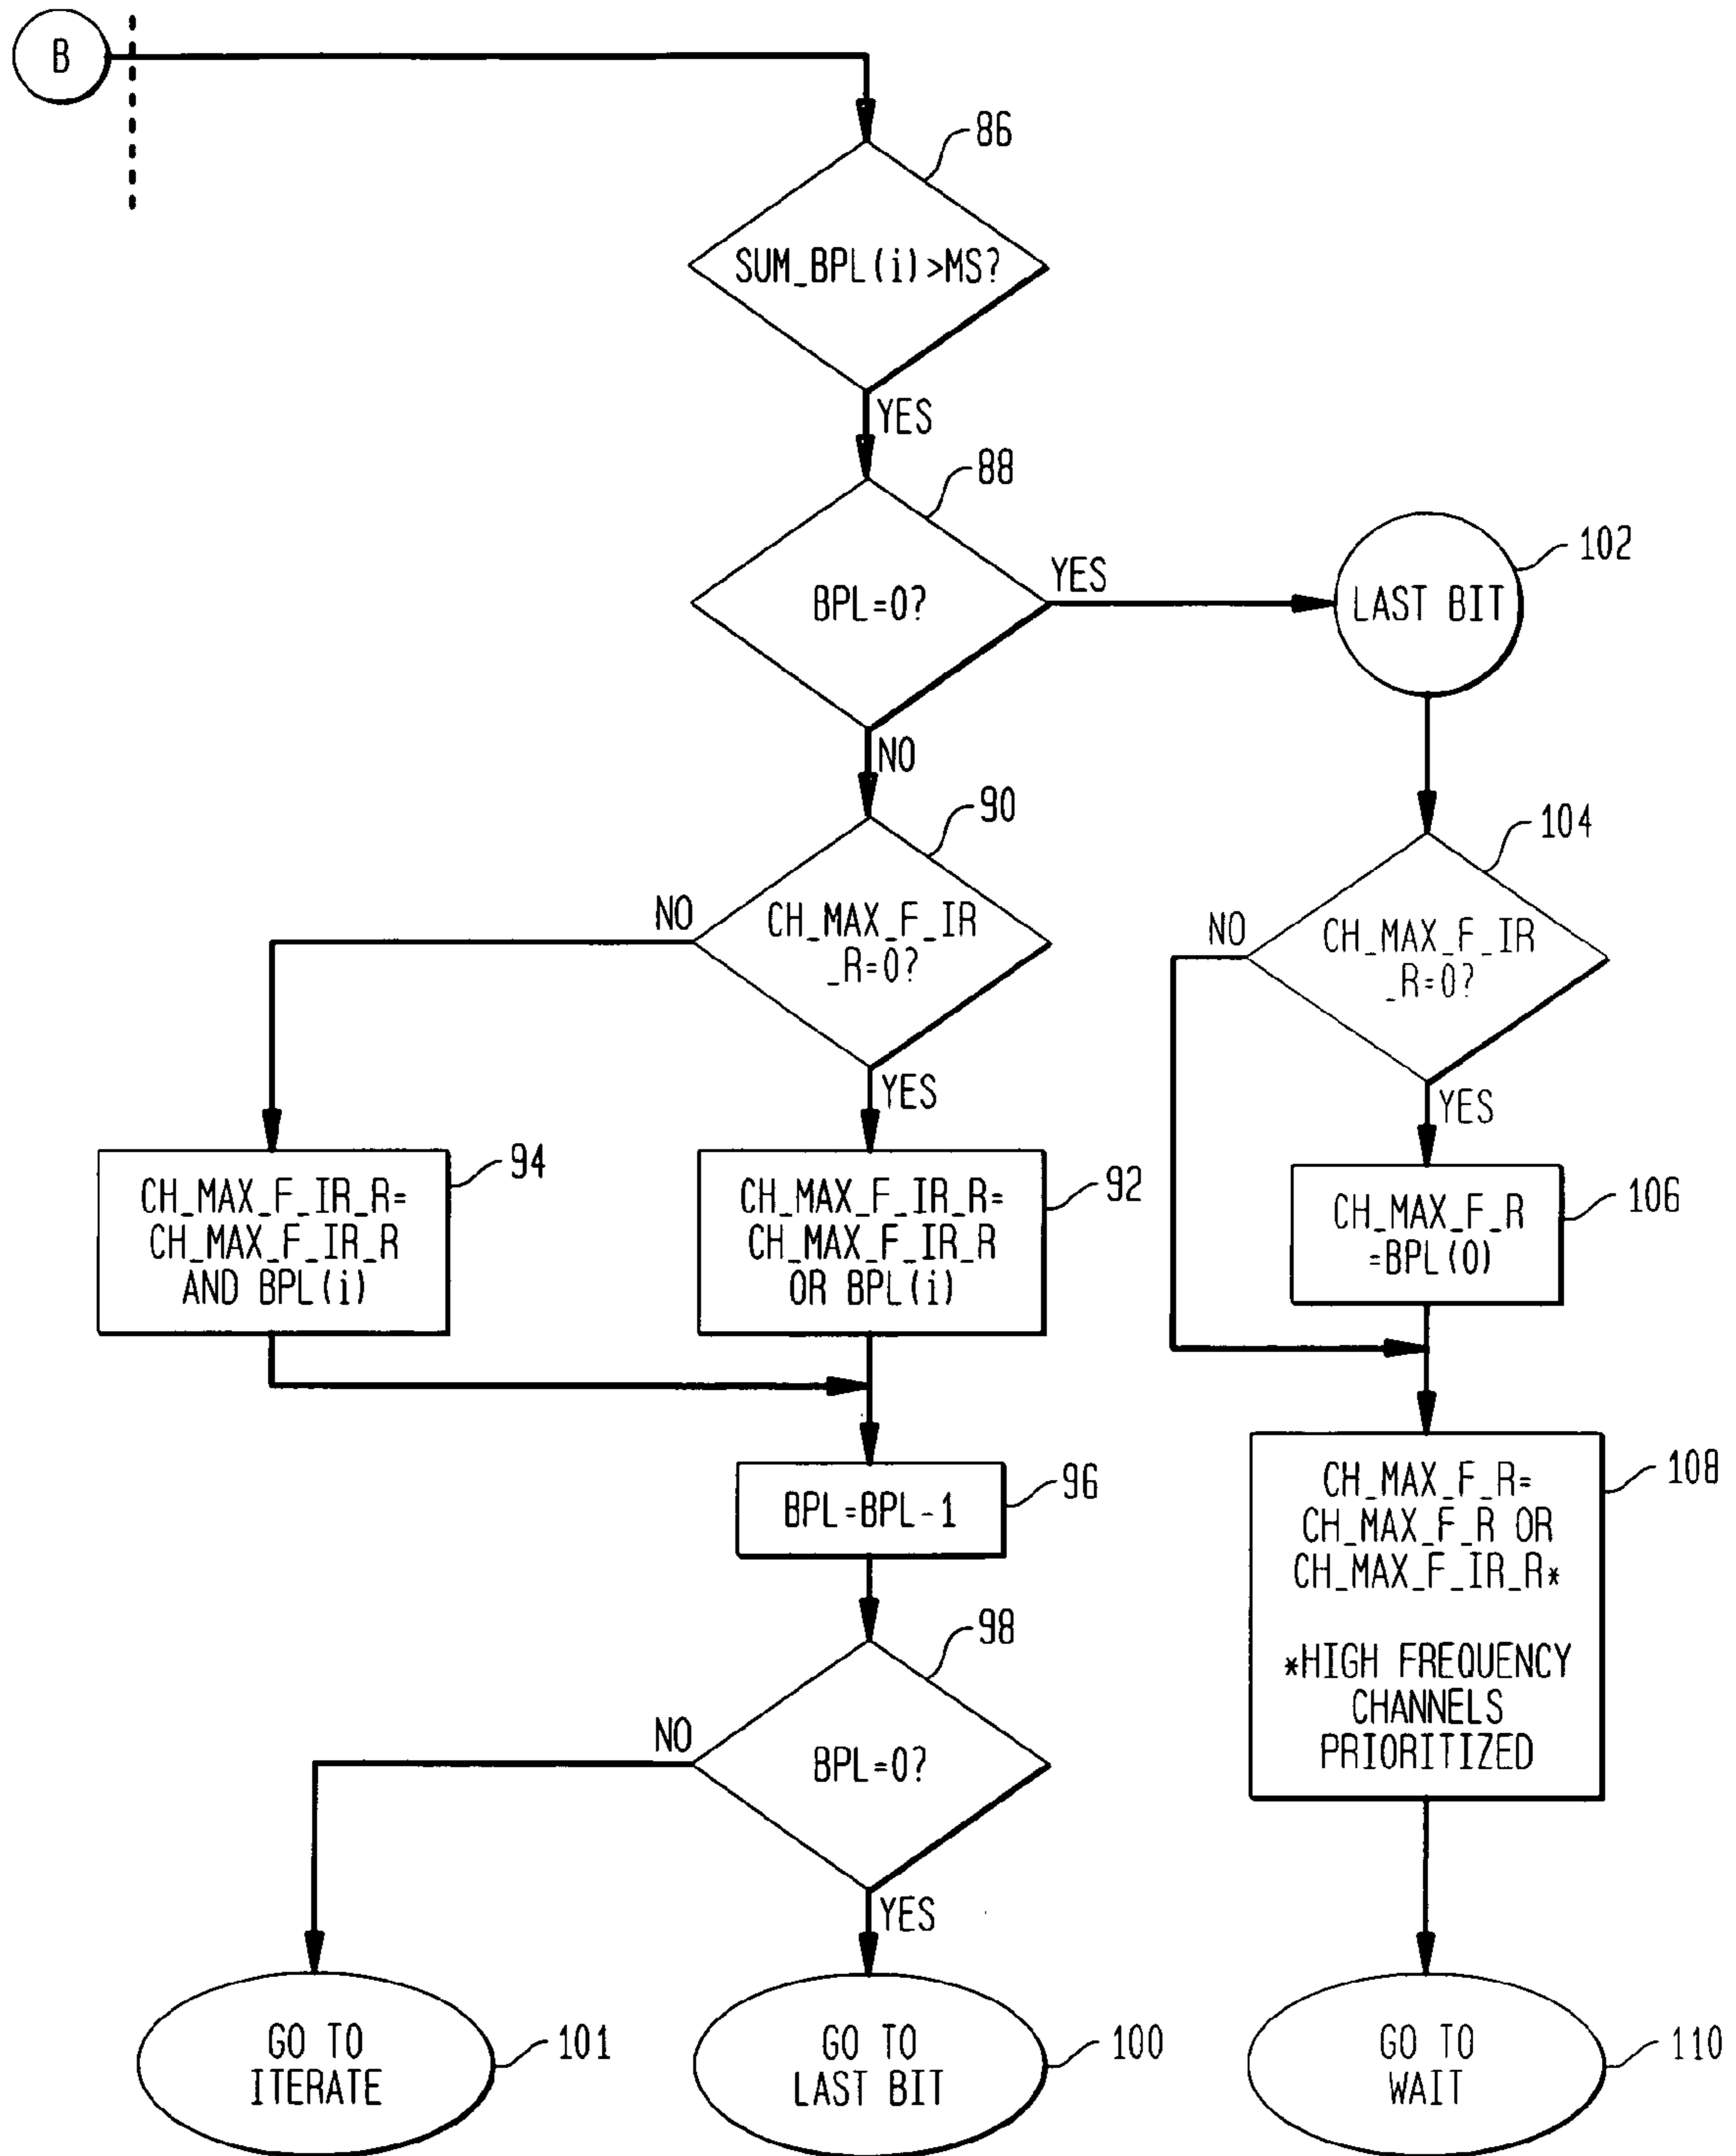 B
86
SUM_BPL(i)>MS?
YES
88
BPL=0?
YES
102
LAST BIT
NO
90
CH_MAX_F_IR
_R=0?
NO
YES
104
CH_MAX_F_IR
_R=0?
NO
YES
94
CH_MAX_F_IR_R=
CH_MAX_F_IR_R
AND BPL(i)
92
CH_MAX_F_IR_R=
CH_MAX_F_IR_R
OR BPL(i)
106
CH_MAX_F_R
=BPL(0)
96
BPL=BPL-1
108
CH_MAX_F_R=
CH_MAX_F_R OR
CH_MAX_F_IR_R*
*HIGH FREQUENCY
CHANNELS
PRIORITIZED
98
BPL=0?
NO
YES
GO TO
ITERATE
101
GO TO
LAST BIT
100
GO TO
WAIT
110